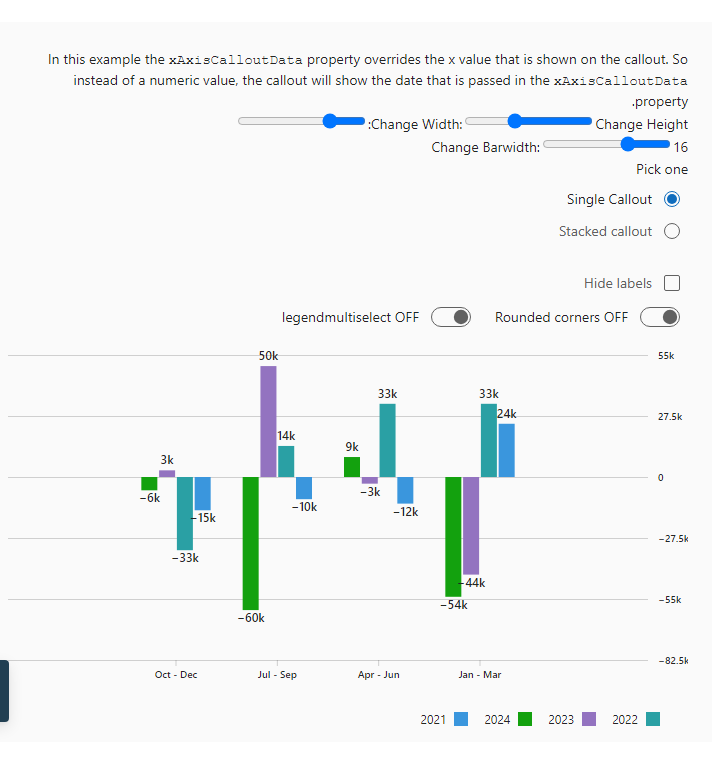 In this example the xAxisCalloutData property overrides the x value that is shown on the callout. So
instead of a numeric value, the callout will show the date that is passed in the xAxisCalloutData
.property
:Change Width: Change Height
Change Barwidth: 16
Pick one
Single Callout
Stacked callout
Hide labels
legendmultiselect OFF Rounded corners OFF
55k
27.5k
0
−27.5k
−55k
−82.5k
−6k 3k −33k −15k
−60k 50k 14k −10k
9k −3k 33k −12k
−54k −44k 33k 24k
Oct - Dec Jul - Sep Apr - Jun Jan - Mar
2021 2024 2023 2022